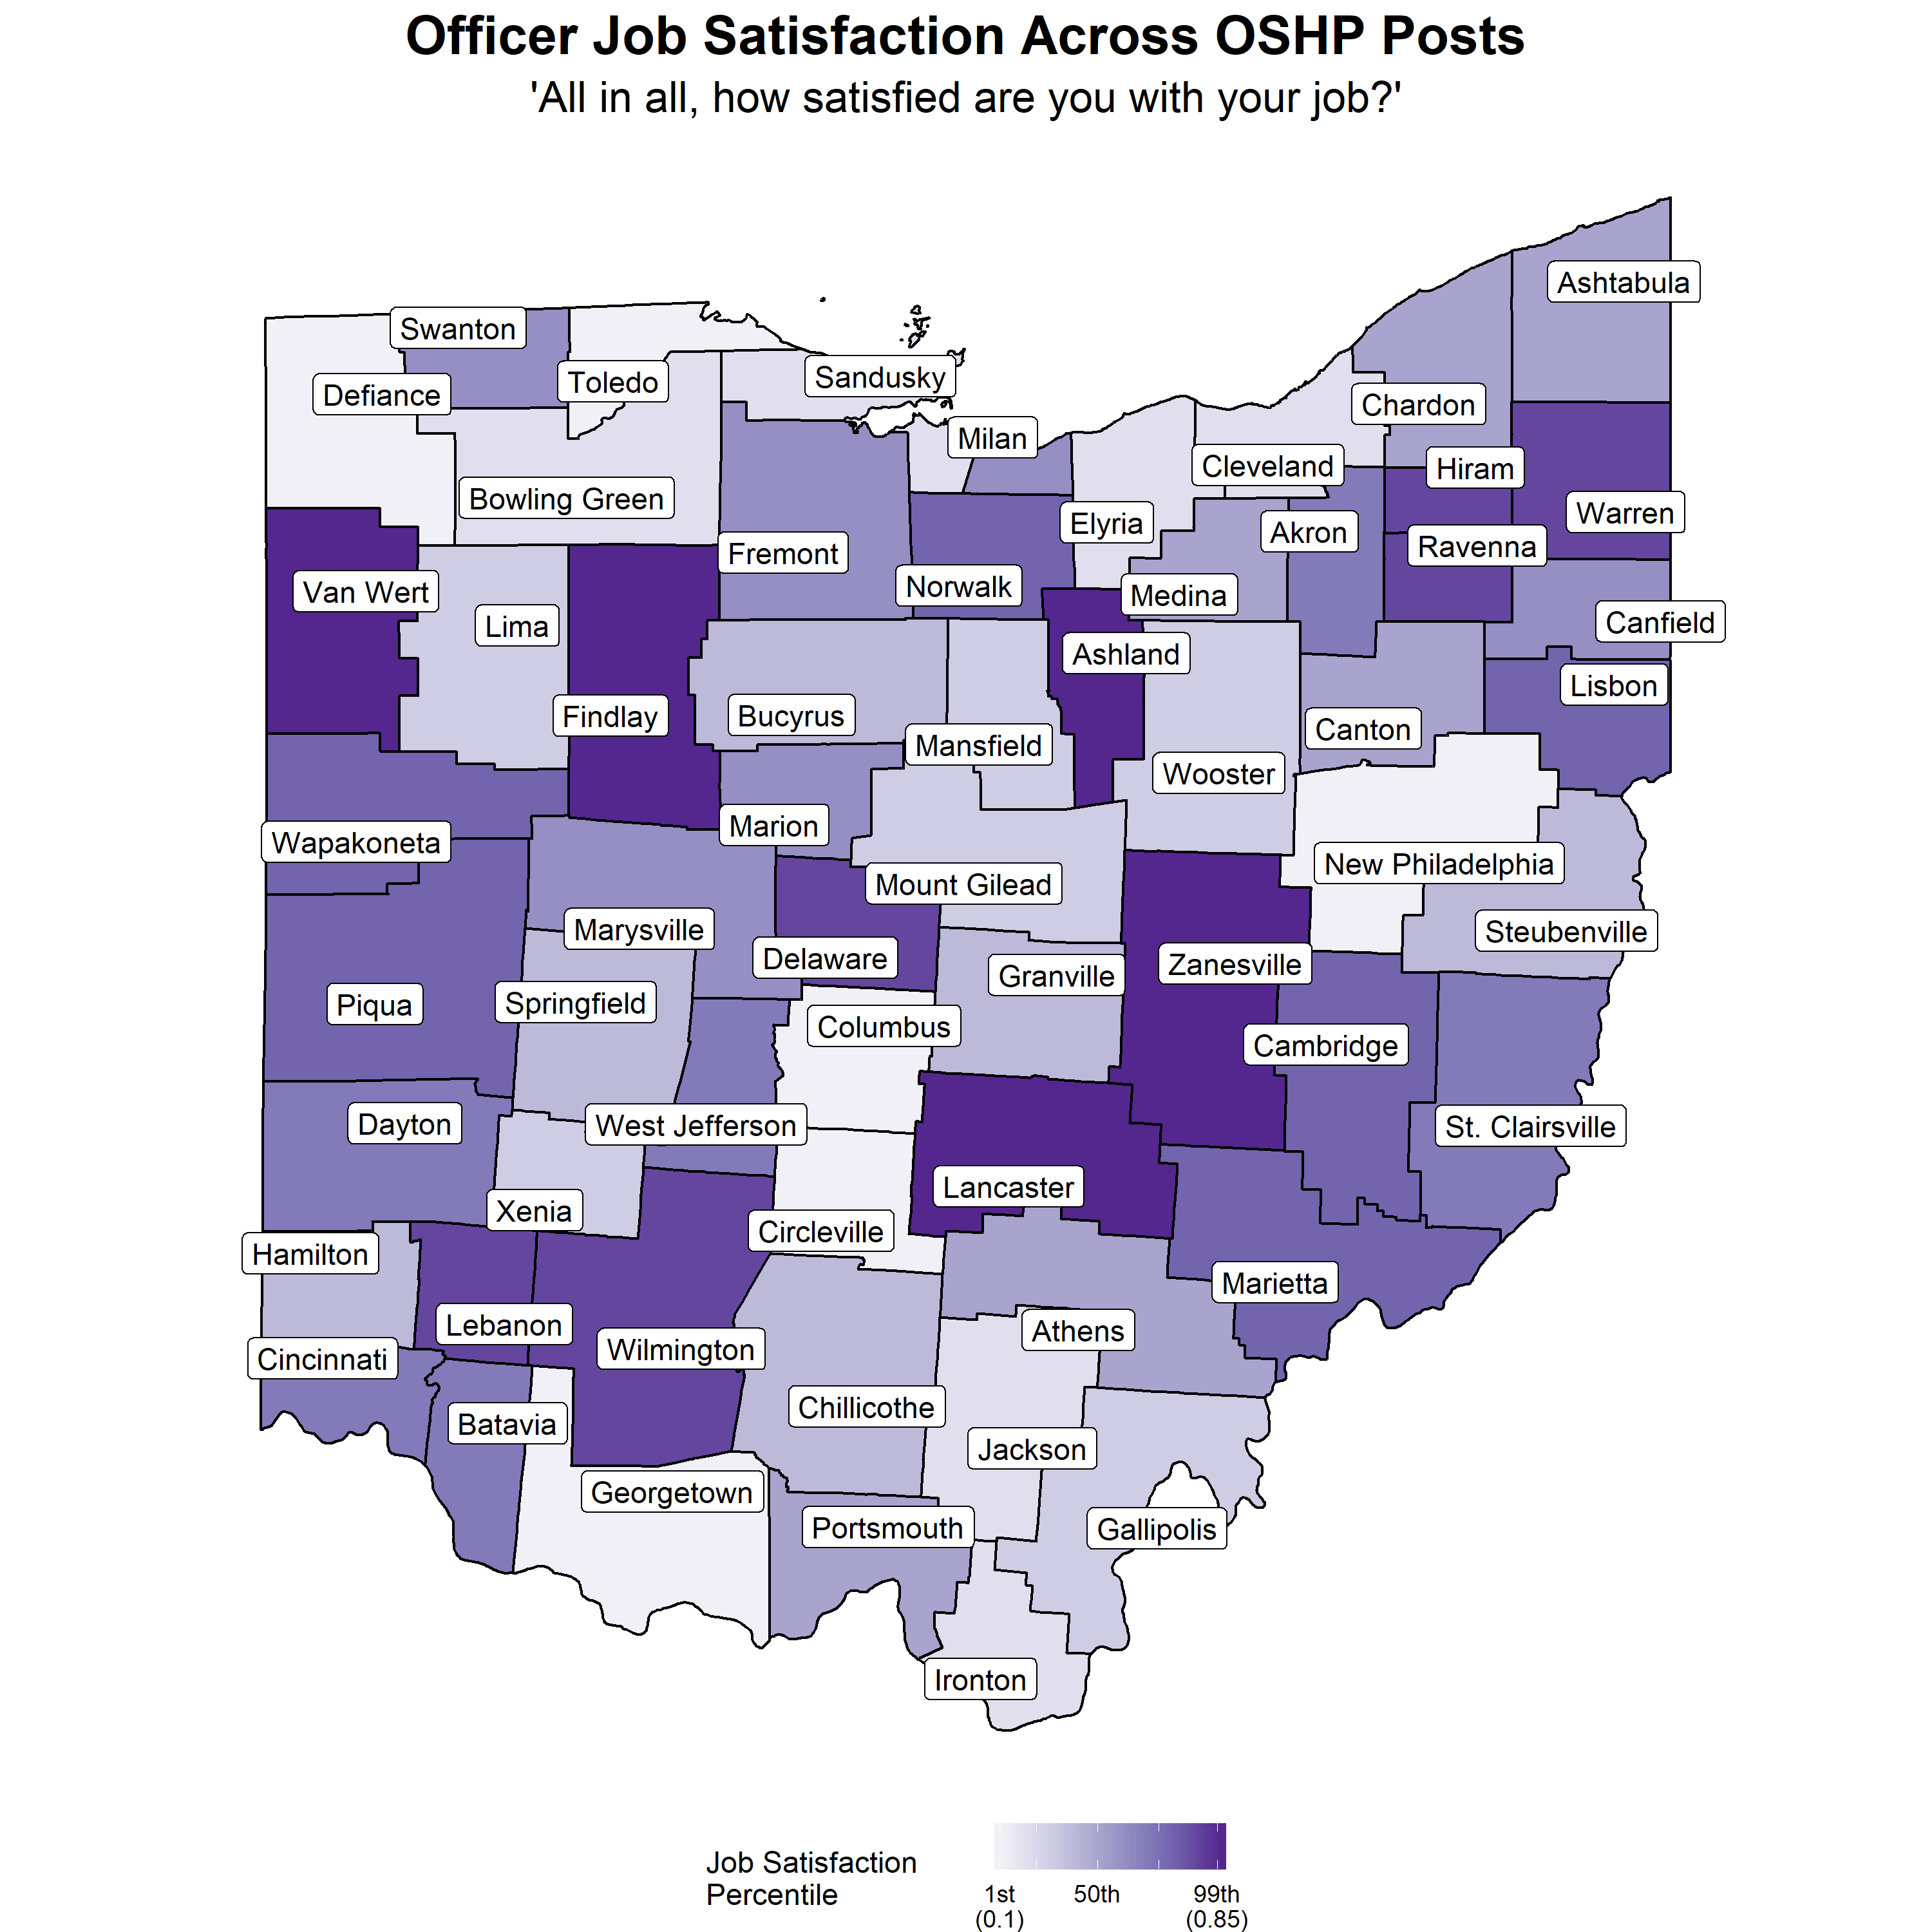 Officer Job Satisfaction Across OSHP Posts
'All in all, how satisfied are you with your job?'
Ashtabula
Swanton
Sandusky
Toledo
Defiance
Chardon
Milan
Cleveland
Hiram
Bowling Green
Warren
Elyria
Akron
Ravenna
Fremont
Norwalk
Van Wert
Medina
Canfield
Lima
Ashland
Lisbon
Findlay
Bucyrus
Canton
Mansfield
Wooster
Marion
Wapakoneta
New Philadelphia
Mount Gilead
Marysville
Steubenville
Delaware
Zanesville
Granville
Springfield
Piqua
Columbus
Cambridge
Dayton
West Jefferson
St. Clairsville
Lancaster
Xenia
Circleville
Hamilton
Marietta
Lebanon
Athens
Wilmington
Cincinnati
Chillicothe
Batavia
Jackson
Georgetown
Portsmouth
Gallipolis
Ironton
Job Satisfaction
Percentile
1st 50th 99th
(0.1) (0.85)